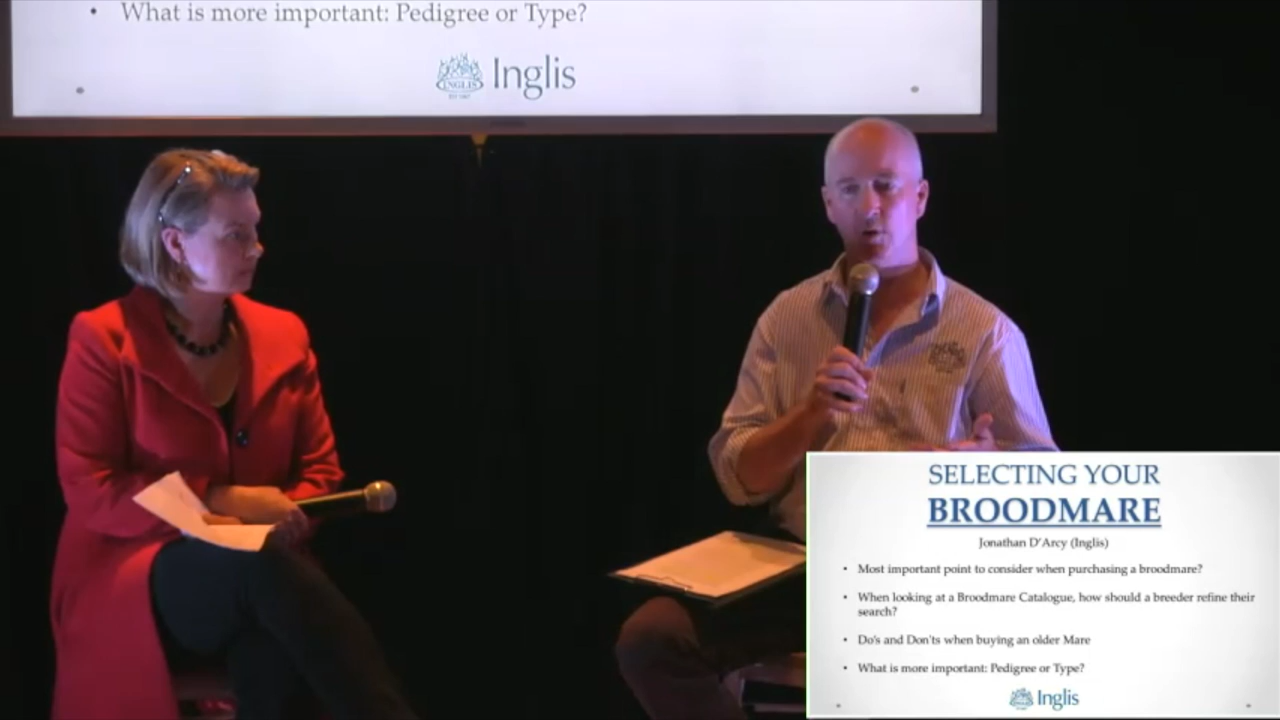 • What is more important: Pedigree or Type?
INGLIS
Inglis
SELECTING YOUR
BROODMARE
Jonathan D'Arcy (Inglis)
• Most important point to consider when purchasing a broodmare?
• When looking at a Broodmare Catalogue, how should a breeder refine their
search?
• Do's and Don'ts when buying an older Mare
• What is more important: Pedigree or Type?
Inglis